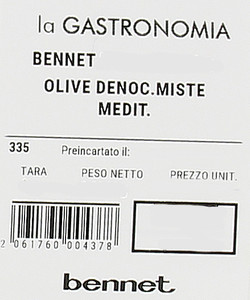 la GASTRONOMIA
BENNET
OLIVE DENOC.MISTE
MEDIT.
335 Preincartato il:
TARA PESO NETTO PREZZO UNIT.
2 061760 004378
bennet